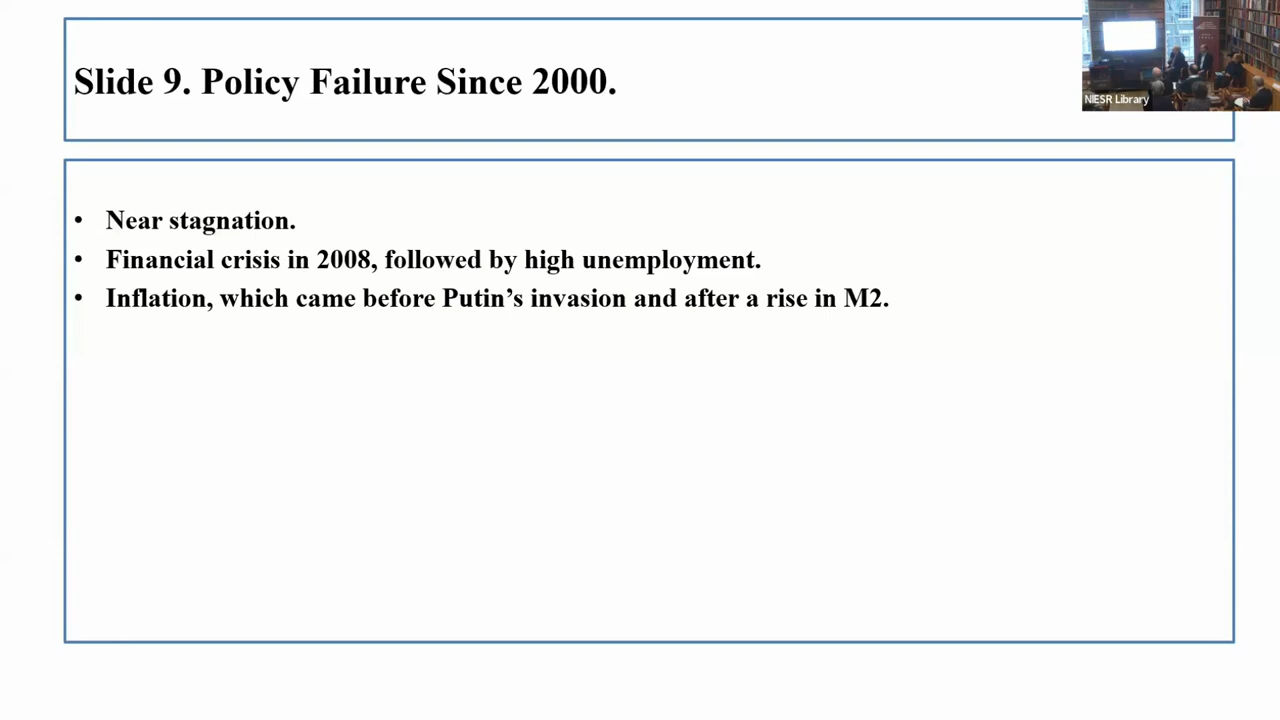 Slide 9. Policy Failure Since 2000.
NIESR Library
• Near stagnation.
• Financial crisis in 2008, followed by high unemployment.
• Inflation, which came before Putin’s invasion and after a rise in M2.